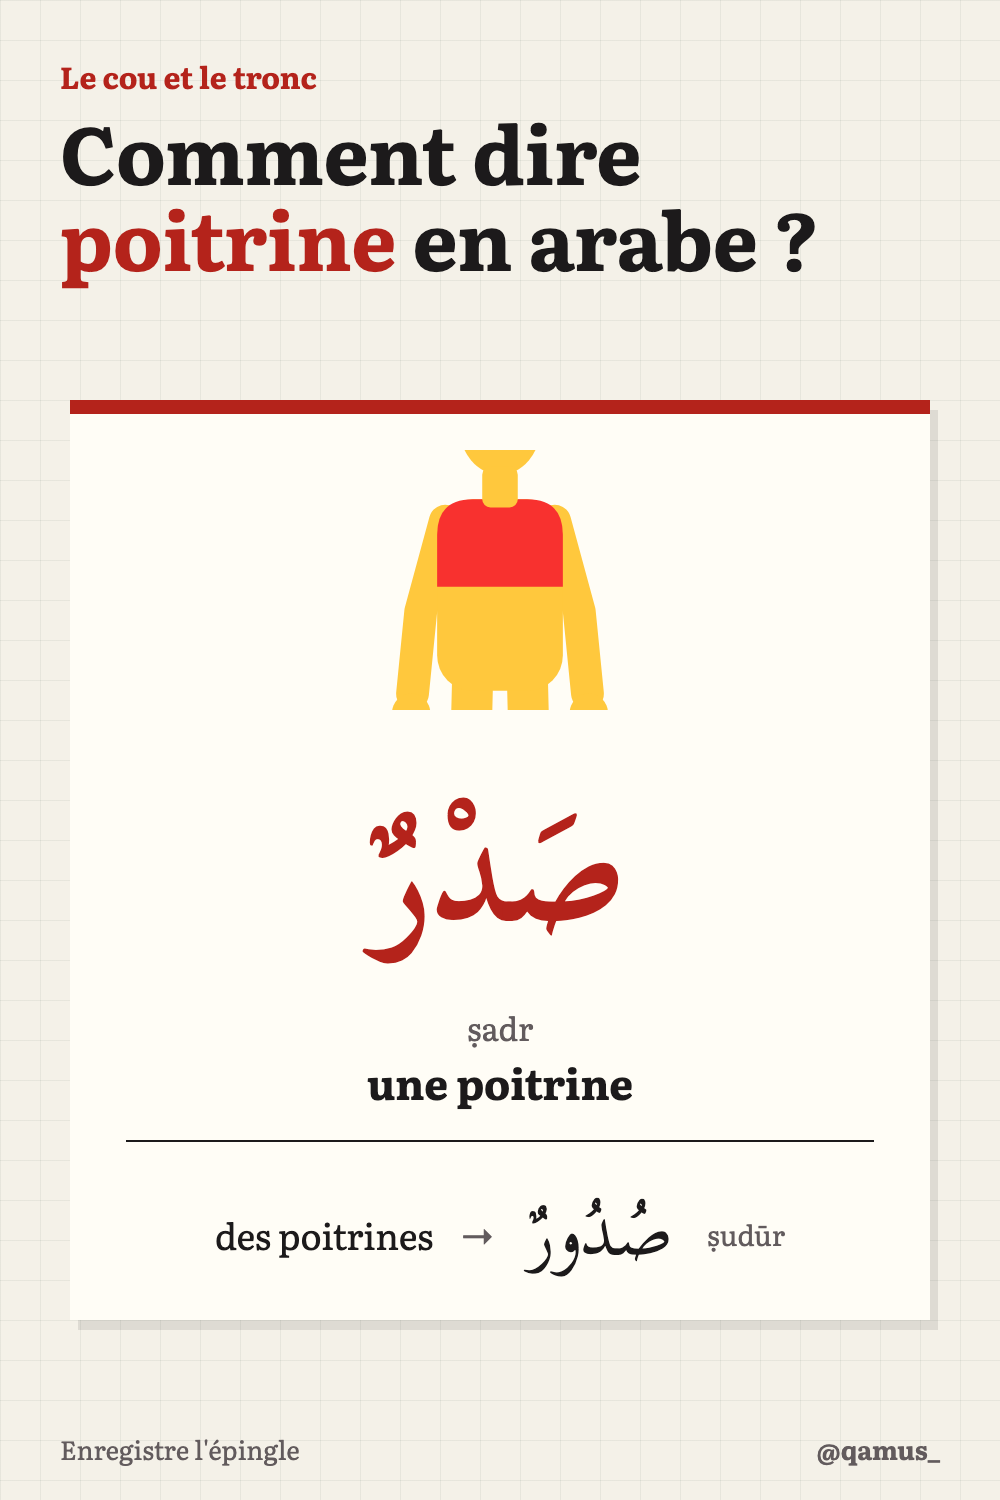 Le cou et le tronc
Comment dire
poitrine en arabe ?
صَدْرٌ
ṣadr
une poitrine
des poitrines → صُدُورٌ ṣudūr
Enregistre l'épingle
@qamus_